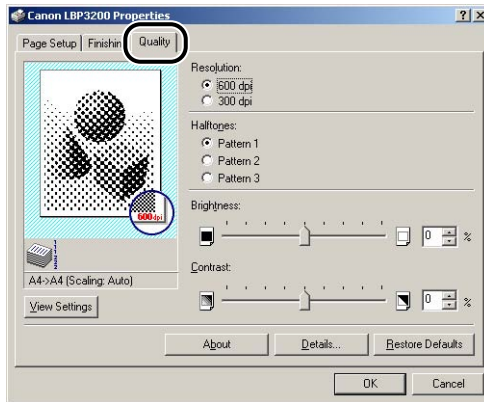 Canon LBP3200 Properties
Page Setup
Finishin
Quality
600dpi
A4->A4 (Scaling: Auto)
View Settings
Resolution:
600 dpi
300 dpi
Halftones:
Pattern 1
Pattern 2
Pattern 3
Brightness:
0 %
Contrast:
0 %
About
Details...
Restore Defaults
OK
Cancel